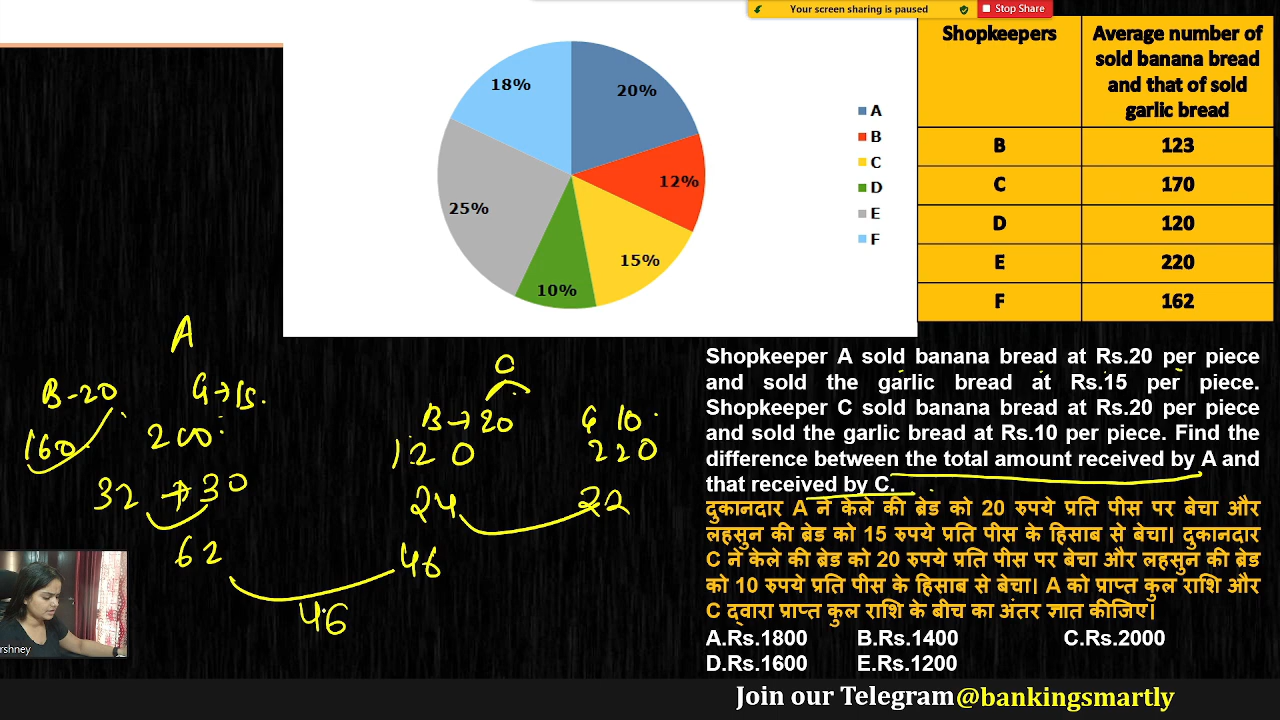 Your screen sharing is paused
Stop Share
18%
20%
12%
25%
15%
10%
A
B
C
D
E
F
Shopkeepers
Average number of sold banana bread and that of sold garlic bread
B 123
C 170
D 120
E 220
F 162
A
B-20 G→15.
160 200
32 → 30
62
C
B→20 G 10
120 220
24 22
46
46
Shopkeeper A sold banana bread at Rs.20 per piece
and sold the garlic bread at Rs.15 per piece.
Shopkeeper C sold banana bread at Rs.20 per piece
and sold the garlic bread at Rs.10 per piece. Find the
difference between the total amount received by A and
that received by C.
दुकानदार A ने केले की ब्रेड को 20 रुपये प्रति पीस पर बेचा और
लहसुन की ब्रेड को 15 रुपये प्रति पीस के हिसाब से बेचा। दुकानदार
C ने केले की ब्रेड को 20 रुपये प्रति पीस पर बेचा और लहसुन की ब्रेड
को 10 रुपये प्रति पीस के हिसाब से बेचा। A को प्राप्त कुल राशि और
C द्वारा प्राप्त कुल राशि के बीच का अंतर ज्ञात कीजिए।
A.Rs.1800 B.Rs.1400 C.Rs.2000
D.Rs.1600 E.Rs.1200
rshney
Join our Telegram@bankingsmartly